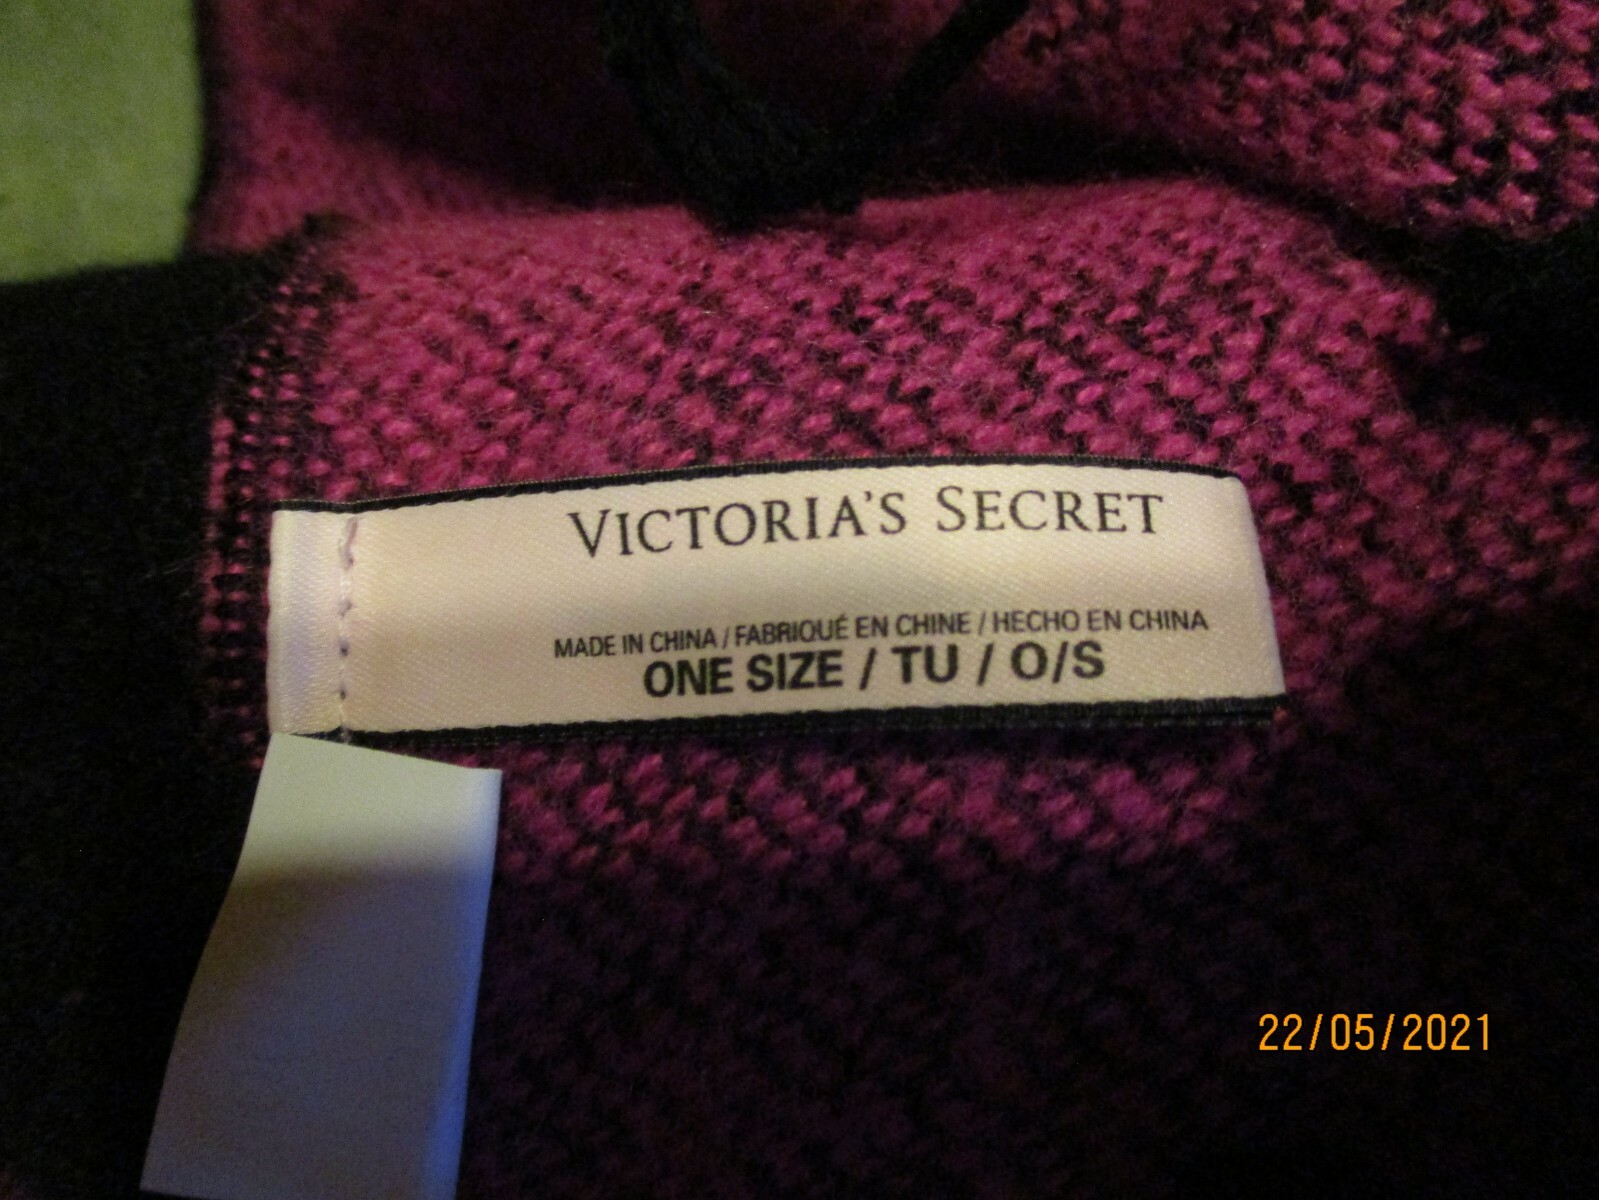 VICTORIA'S SECRET
MADE IN CHINA / FABRIQUÉ EN CHINE / HECHO EN CHINA
ONE SIZE / TU / O/S
22/05/2021